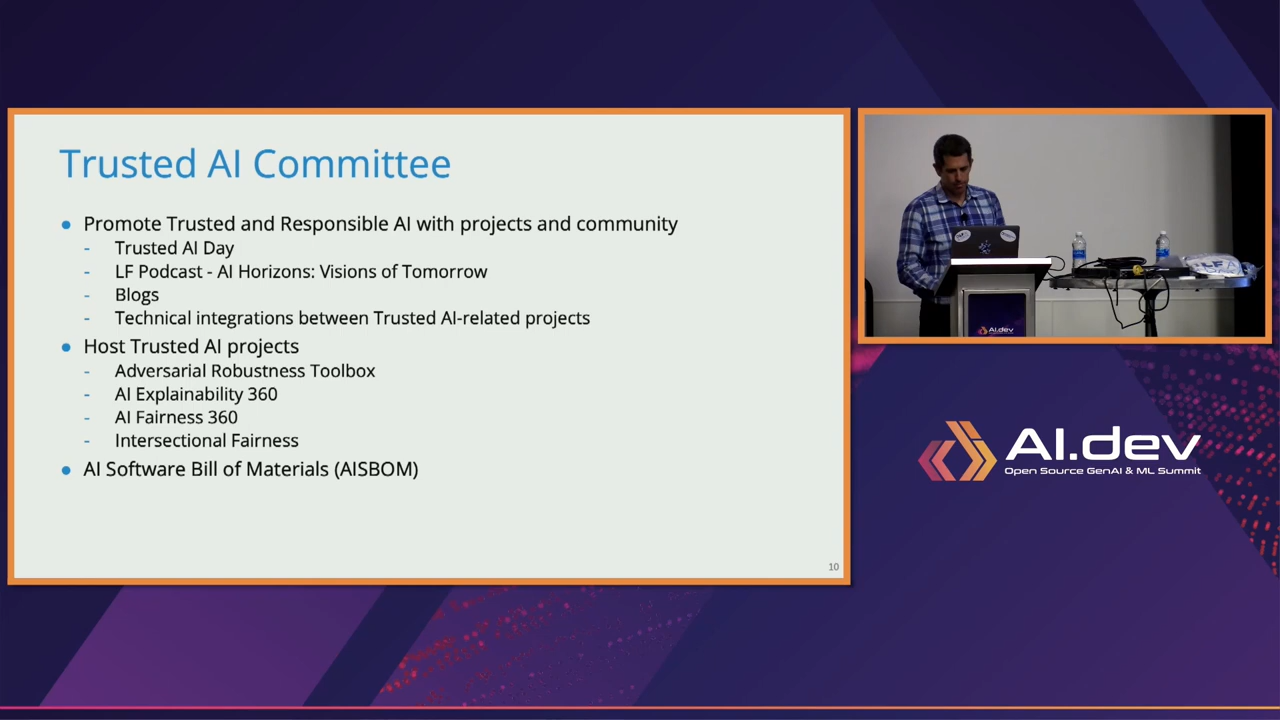 Trusted AI Committee
● Promote Trusted and Responsible AI with projects and community
- Trusted AI Day
- LF Podcast - AI Horizons: Visions of Tomorrow
- Blogs
- Technical integrations between Trusted AI-related projects
● Host Trusted AI projects
- Adversarial Robustness Toolbox
- AI Explainability 360
- AI Fairness 360
- Intersectional Fairness
● AI Software Bill of Materials (AISBOM)
10
AI.dev
LF
AI.dev
Open Source GenAI & ML Summit